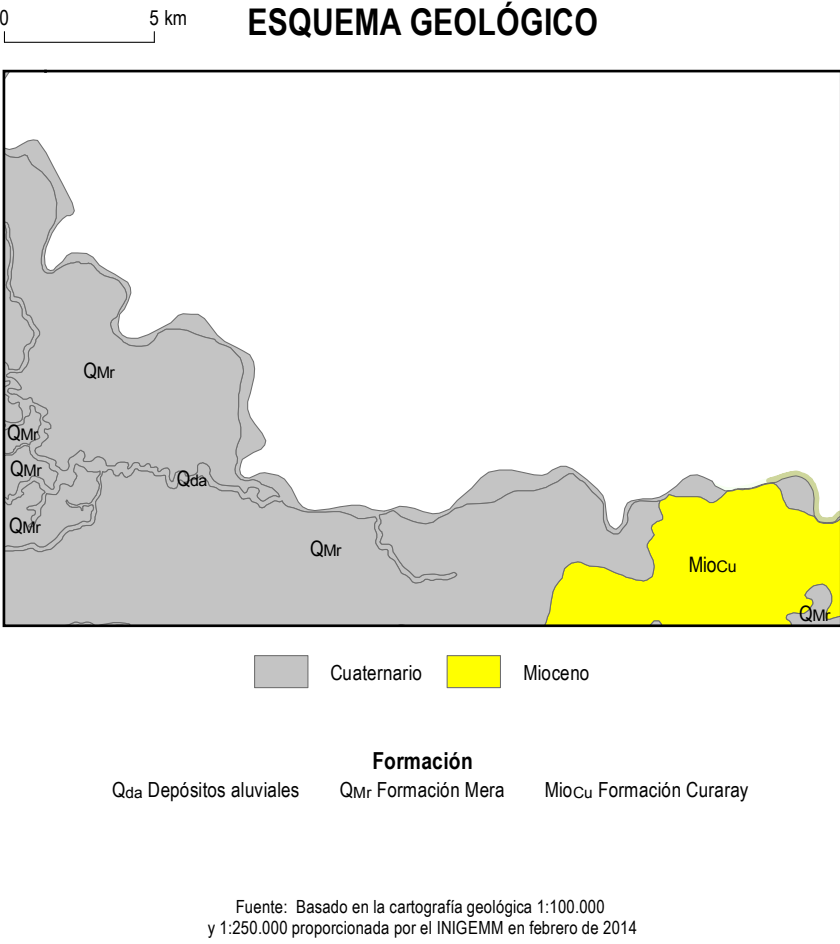 0 5 km
ESQUEMA GEOLÓGICO
QMr
QMr
QMr
Qda
QMr
QMr
MioCu
QMr
Cuaternario Mioceno
Formación
Qda Depósitos aluviales QMr Formación Mera MioCu Formación Curaray
Fuente: Basado en la cartografía geológica 1:100.000
y 1:250.000 proporcionada por el INIGEMM en febrero de 2014